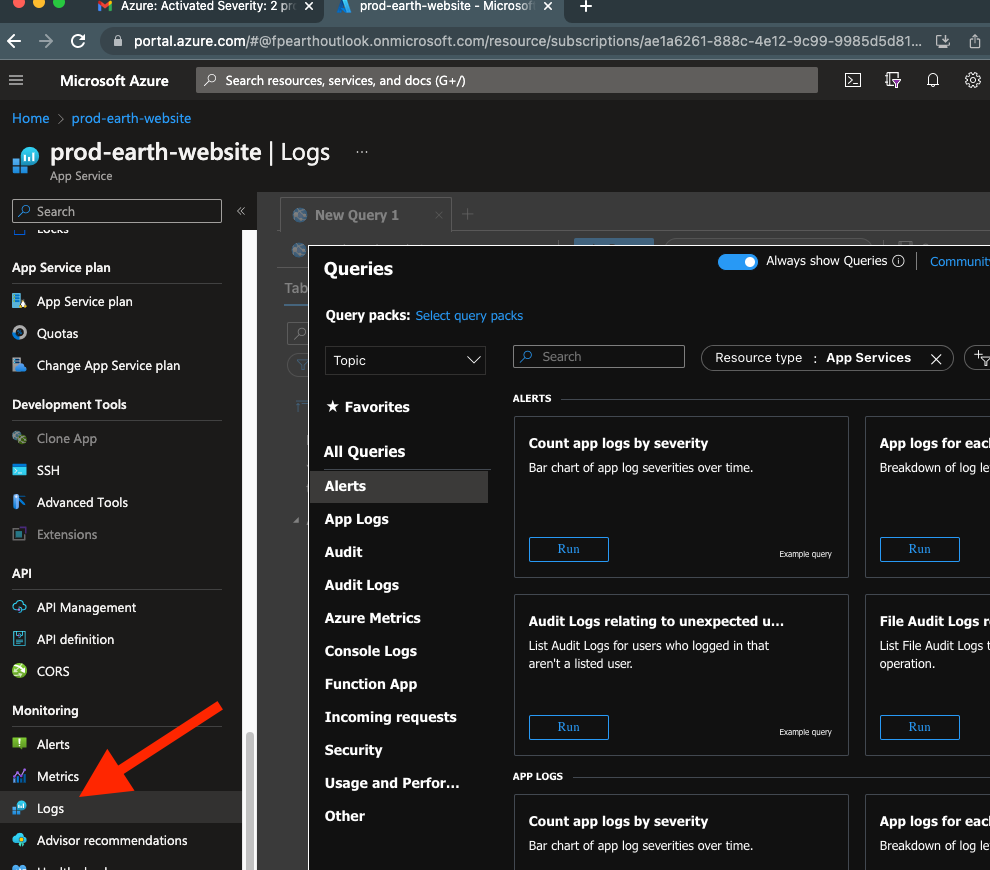 Azure: Activated Severity: 2 pr
prod-earth-website - Microsof
portal.azure.com/#@fpearthoutlook.onmicrosoft.com/resource/subscriptions/ae1a6261-888c-4e12-9c99-9985d5d81...
Microsoft Azure
Search resources, services, and docs (G+/)
Home > prod-earth-website
prod-earth-website | Logs ...
App Service
Search
«
New Query 1
Locks
App Service plan
App Service plan
Quotas
Change App Service plan
Development Tools
Clone App
SSH
Advanced Tools
Extensions
API
API Management
API definition
CORS
Monitoring
Alerts
Metrics
Logs
Advisor recommendations
Tab
Queries
Always show Queries
Communit
Query packs: Select query packs
Topic
Search
Resource type : App Services
Favorites
All Queries
Alerts
App Logs
Audit
Audit Logs
Azure Metrics
Console Logs
Function App
Incoming requests
Security
Usage and Perfor...
Other
ALERTS
Count app logs by severity
Bar chart of app log severities over time.
Run
Example query
App logs for eacl
Breakdown of log le
Run
Audit Logs relating to unexpected u...
List Audit Logs for users who logged in that
aren't a listed user.
Run
Example query
File Audit Logs r
List File Audit Logs t
operation.
Run
APP LOGS
Count app logs by severity
Bar chart of app log severities over time.
App logs for eacl
Breakdown of log le